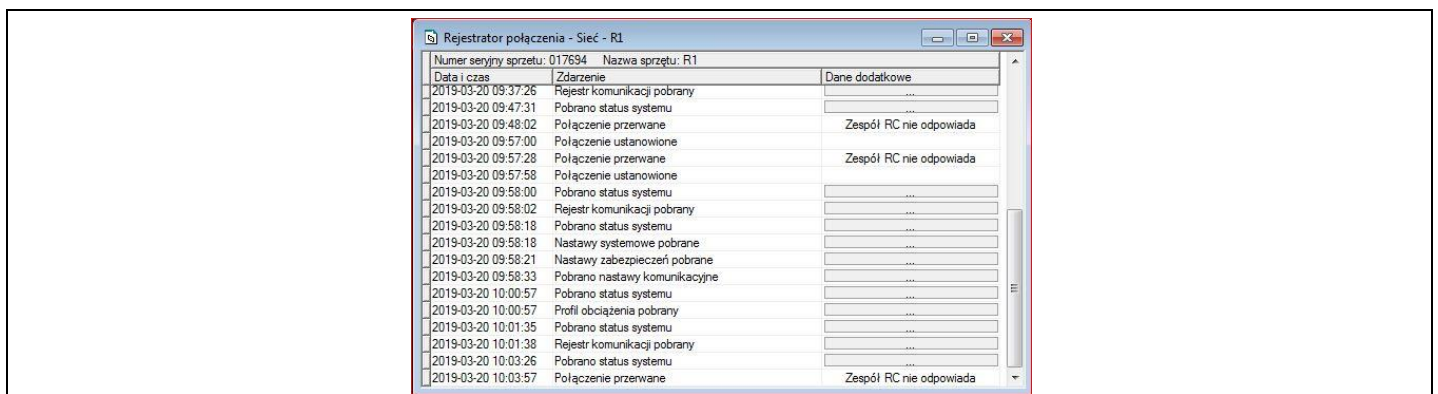 Rejestrator połączenia - Sieć - R1
Numer seryjny sprzetu: 017694 Nazwa sprzętu: R1
Data i czas Zdarzenie Dane dodatkowe
2019-03-20 09:37:26 Rejestr komunikacji pobrany ...
2019-03-20 09:47:31 Pobrano status systemu ...
2019-03-20 09:48:02 Połączenie przerwane Zespół RC nie odpowiada
2019-03-20 09:57:00 Połączenie ustanowione
2019-03-20 09:57:28 Połączenie przerwane Zespół RC nie odpowiada
2019-03-20 09:57:58 Połączenie ustanowione
2019-03-20 09:58:00 Pobrano status systemu ...
2019-03-20 09:58:02 Rejestr komunikacji pobrany ...
2019-03-20 09:58:18 Pobrano status systemu ...
2019-03-20 09:58:18 Nastawy systemowe pobrane ...
2019-03-20 09:58:21 Nastawy zabezpieczeń pobrane ...
2019-03-20 09:58:33 Pobrano nastawy komunikacyjne ...
2019-03-20 10:00:57 Pobrano status systemu ...
2019-03-20 10:00:57 Profil obciążenia pobrany ...
2019-03-20 10:01:35 Pobrano status systemu ...
2019-03-20 10:01:38 Rejestr komunikacji pobrany ...
2019-03-20 10:03:26 Pobrano status systemu ...
2019-03-20 10:03:57 Połączenie przerwane Zespół RC nie odpowiada